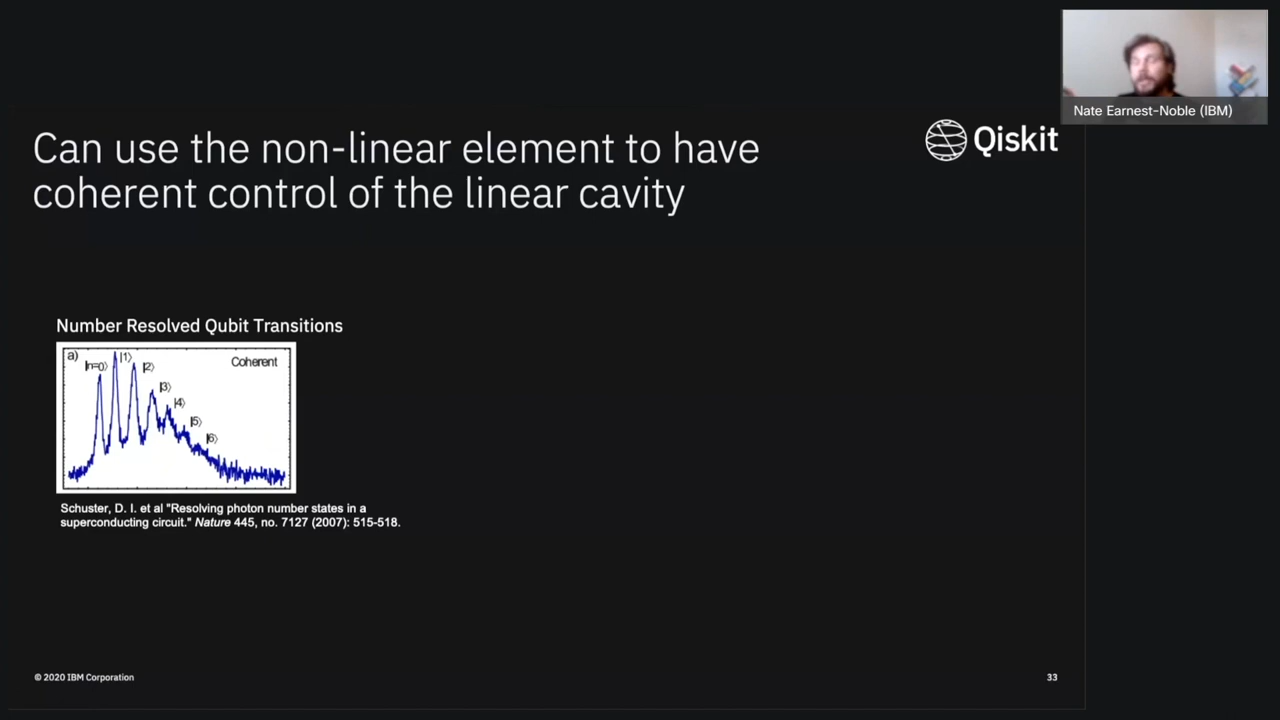 Nate Earnest-Noble (IBM)
Can use the non-linear element to have
coherent control of the linear cavity
Qiskit
Number Resolved Qubit Transitions
a)
Coherent
|n=0⟩
|1⟩
|2⟩
|3⟩
|4⟩
|5⟩
|6⟩
Schuster, D. I. et al "Resolving photon number states in a
superconducting circuit." Nature 445, no. 7127 (2007): 515-518.
© 2020 IBM Corporation
33